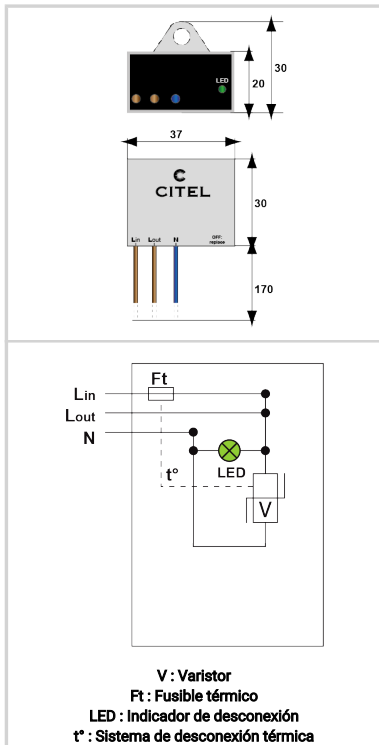 LED
30
20
37
C
CITEL
Lin Lout N OFF: replace
30
170
Ft
Lin
Lout
N
t°
LED
V
V : Varistor
Ft : Fusible térmico
LED : Indicador de desconexión
t° : Sistema de desconexión térmica